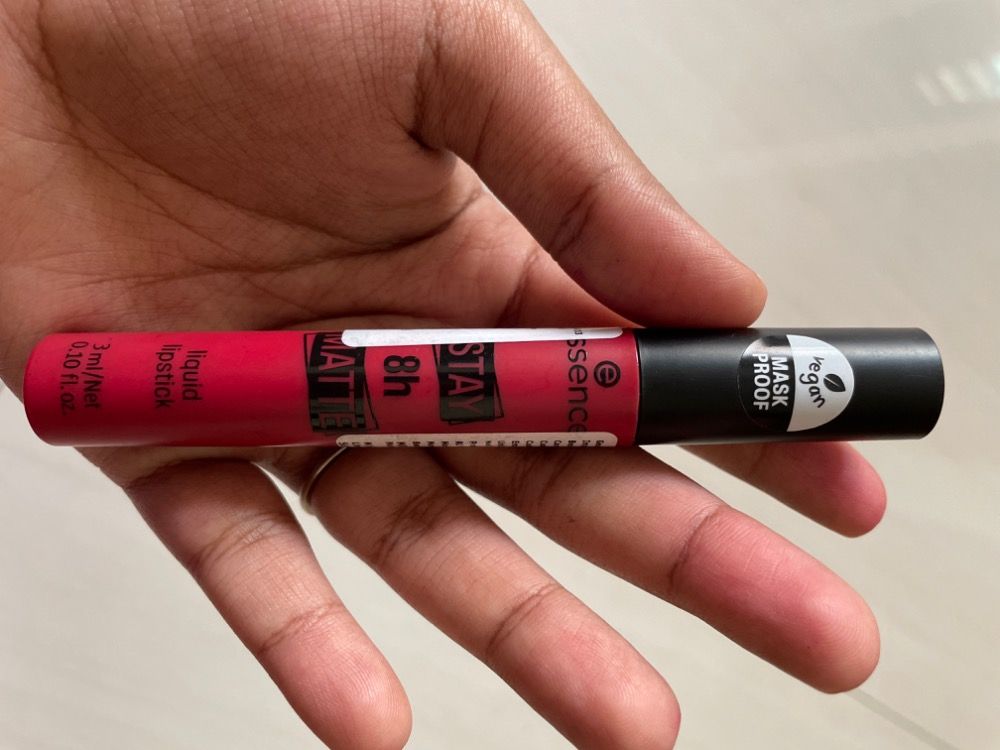 essence
STAY
8h
MATTE
liquid
lipstick
3 ml/Net
0.10 fl. oz.
vegan
MASK
PROOF